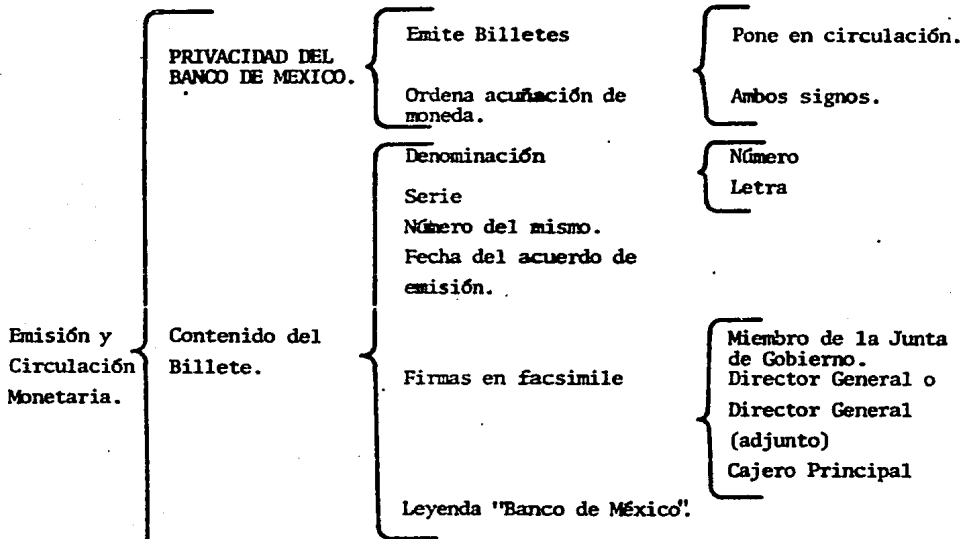 Emisión y
Circulación
Monetaria.
PRIVACIDAD DEL
BANCO DE MEXICO.
Emite Billetes
Ordena acuñación de
moneda.
Pone en circulación.
Ambos signos.
Contenido del
Billete.
Denominación
Número
Letra
Serie
Número del mismo.
Fecha del acuerdo de
emisión.
Firmas en facsimile
Miembro de la Junta
de Gobierno.
Director General o
Director General
(adjunto)
Cajero Principal
Leyenda "Banco de México".